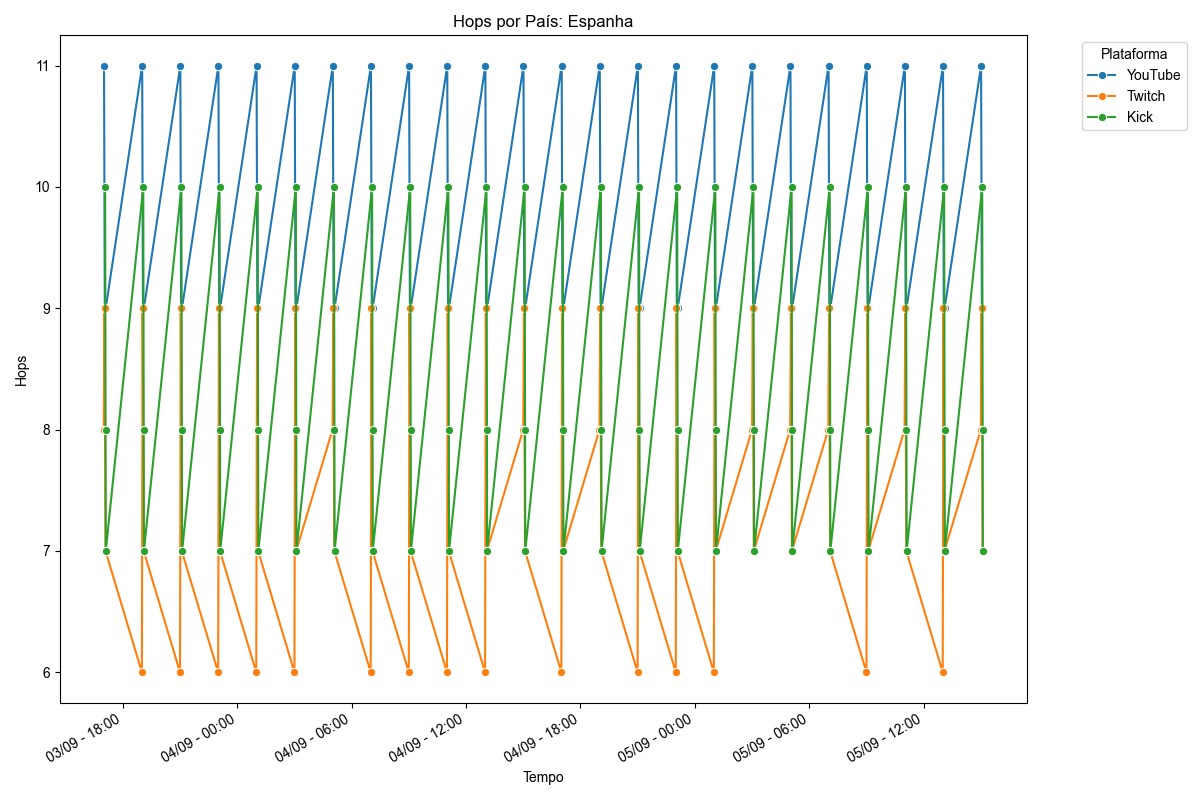 Hops por País: Espanha
Plataforma
YouTube
Twitch
Kick
11
10
9
8
7
6
Hops
03/09 - 18:00
04/09 - 00:00
04/09 - 06:00
04/09 - 12:00
04/09 - 18:00
05/09 - 00:00
05/09 - 06:00
05/09 - 12:00
Tempo